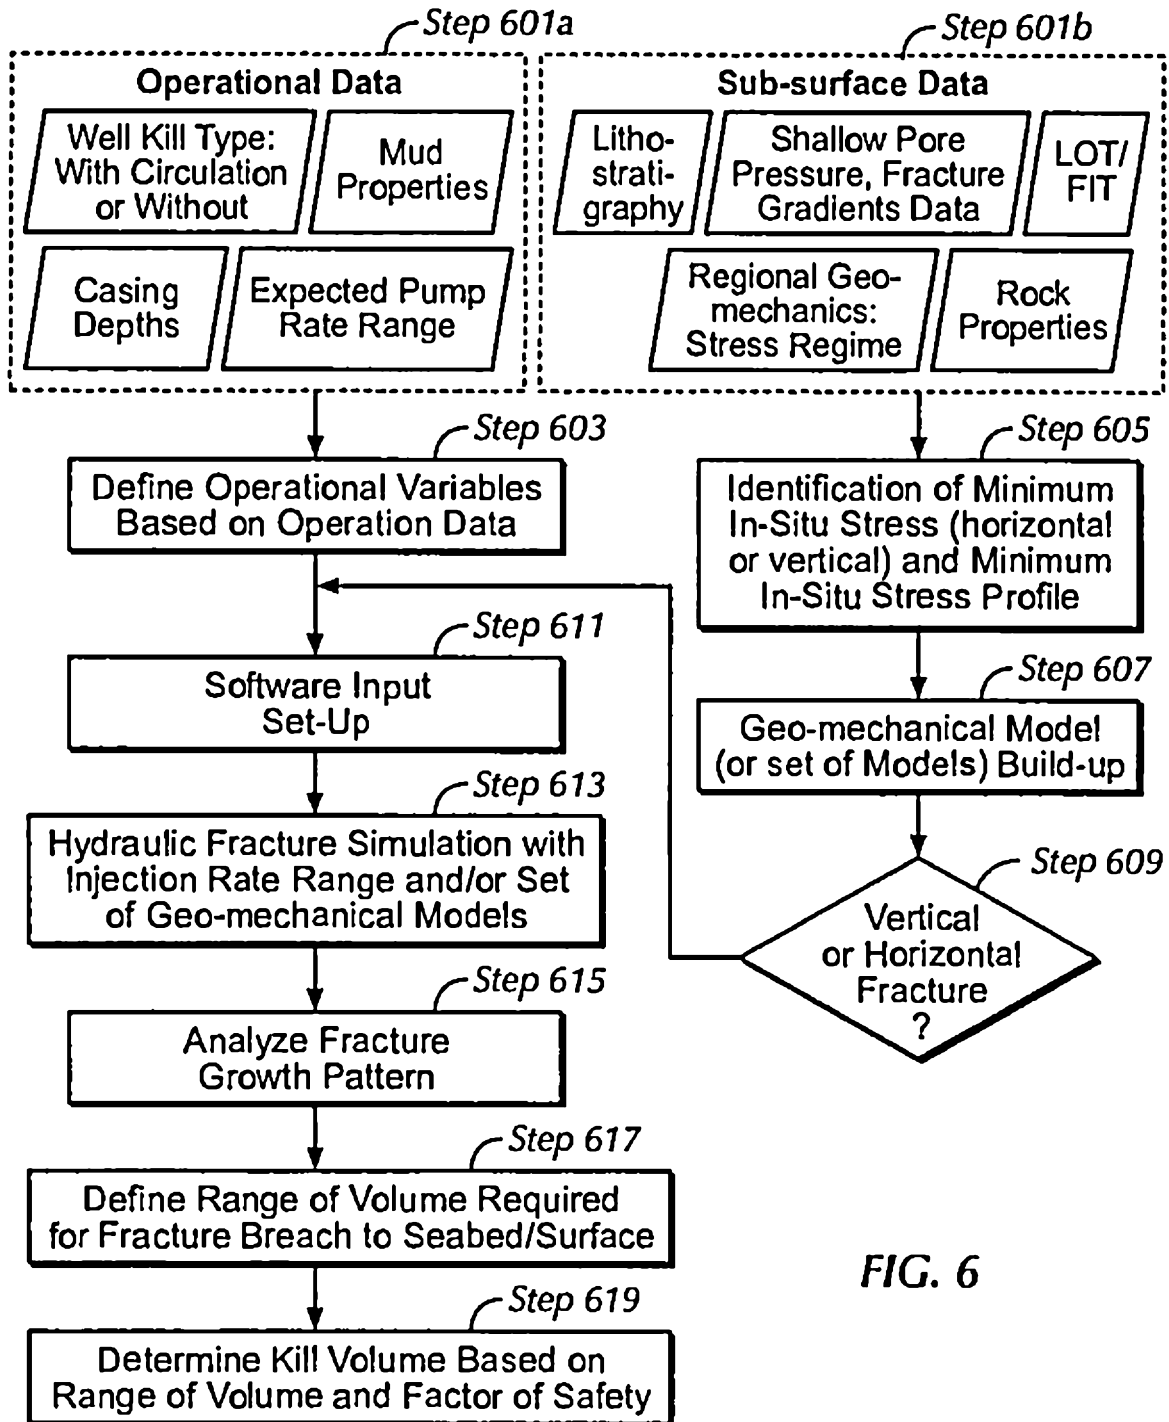 Step 601a
Operational Data
Well Kill Type:
With Circulation
or Without
Mud
Properties
Casing
Depths
Expected Pump
Rate Range
Step 601b
Sub-surface Data
Litho-
strati-
graphy
Shallow Pore
Pressure, Fracture
Gradients Data
LOT/
FIT
Regional Geo-
mechanics:
Stress Regime
Rock
Properties
Step 603
Define Operational Variables
Based on Operation Data
Step 605
Identification of Minimum
In-Situ Stress (horizontal
or vertical) and Minimum
In-Situ Stress Profile
Step 607
Geo-mechanical Model
(or set of Models) Build-up
Step 609
Vertical
or Horizontal
Fracture
?
Step 611
Software Input
Set-Up
Step 613
Hydraulic Fracture Simulation with
Injection Rate Range and/or Set
of Geo-mechanical Models
Step 615
Analyze Fracture
Growth Pattern
Step 617
Define Range of Volume Required
for Fracture Breach to Seabed/Surface
Step 619
Determine Kill Volume Based on
Range of Volume and Factor of Safety
FIG. 6